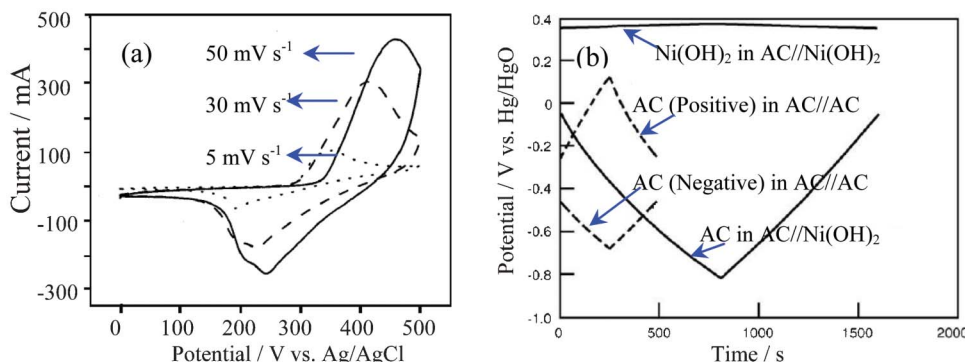 (a)
50 mV s⁻¹
30 mV s⁻¹
5 mV s⁻¹
500
300
100
-100
-300
Current / mA
0 100 200 300 400 500
Potential / V vs. Ag/AgCl
(b)
Ni(OH)₂ in AC//Ni(OH)₂
AC (Positive) in AC//AC
AC (Negative) in AC//AC
AC in AC//Ni(OH)₂
0.4
0.2
0
-0.2
-0.4
-0.6
-0.8
-1.0
Potential / V vs. Hg/HgO
0 500 1000 1500 2000
Time / s